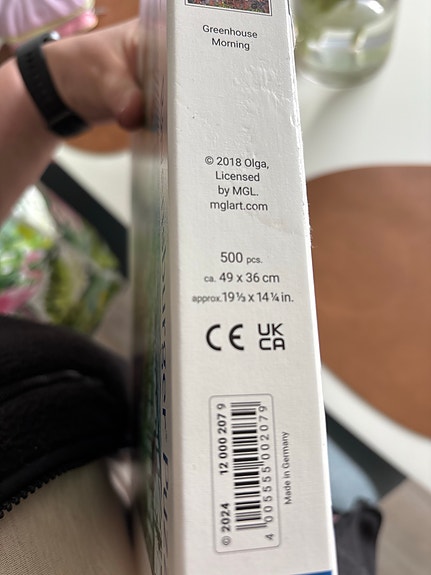 Greenhouse
Morning
© 2018 Olga,
Licensed
by MGL.
mglart.com
500 pcs.
ca. 49 x 36 cm
approx.19⅓ x 14¼ in.
CE UK
CA
© 2024 12 000 207 9
4 005555 002079
Made in Germany